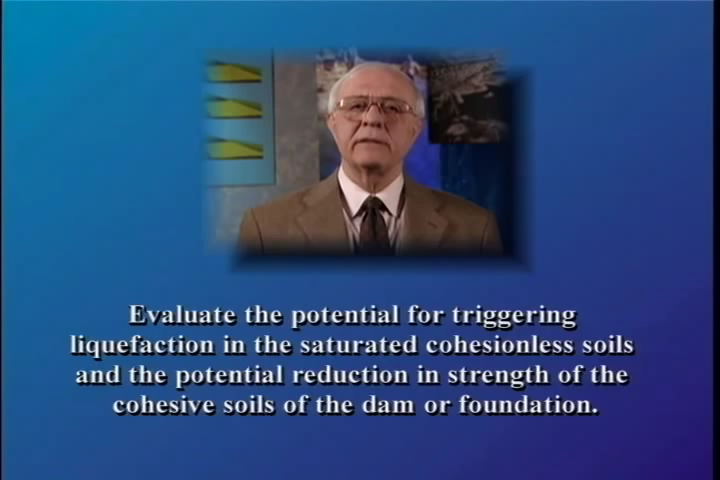 Evaluate the potential for triggering
liquefaction in the saturated cohesionless soils
and the potential reduction in strength of the
cohesive soils of the dam or foundation.